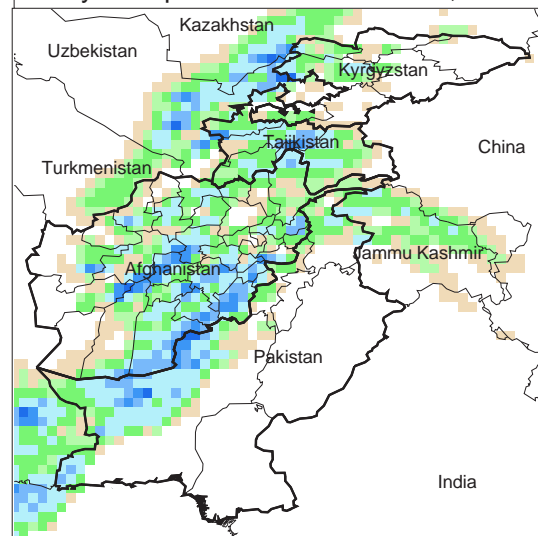 Kazakhstan
Uzbekistan
Kyrgyzstan
Tajikistan
China
Turkmenistan
Jammu Kashmir
Afghanistan
Pakistan
India